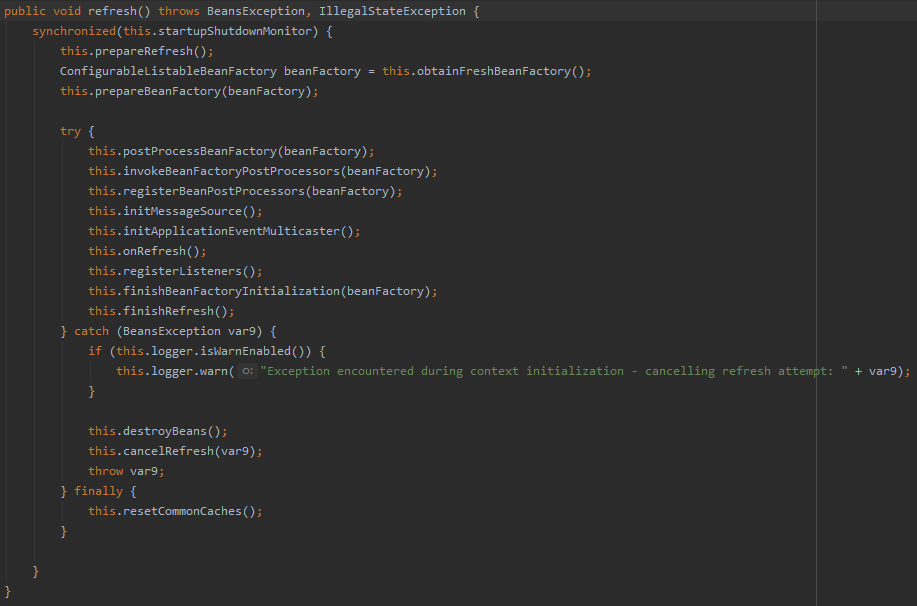 public void refresh() throws BeansException, IllegalStateException {
synchronized(this.startupShutdownMonitor) {
this.prepareRefresh();
ConfigurableListableBeanFactory beanFactory = this.obtainFreshBeanFactory();
this.prepareBeanFactory(beanFactory);
try {
this.postProcessBeanFactory(beanFactory);
this.invokeBeanFactoryPostProcessors(beanFactory);
this.registerBeanPostProcessors(beanFactory);
this.initMessageSource();
this.initApplicationEventMulticaster();
this.onRefresh();
this.registerListeners();
this.finishBeanFactoryInitialization(beanFactory);
this.finishRefresh();
} catch (BeansException var9) {
if (this.logger.isWarnEnabled()) {
this.logger.warn( o: "Exception encountered during context initialization - cancelling refresh attempt: " + var9);
}
this.destroyBeans();
this.cancelRefresh(var9);
throw var9;
} finally {
this.resetCommonCaches();
}
}
}